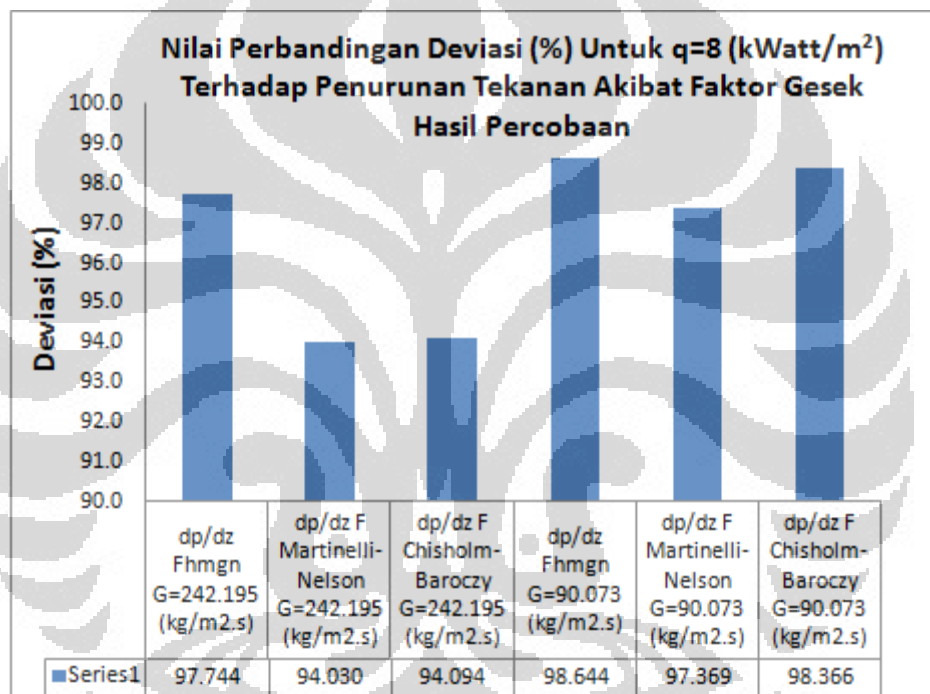 Nilai Perbandingan Deviasi (%) Untuk q=8 (kWatt/m²)
Terhadap Penurunan Tekanan Akibat Faktor Gesek
Hasil Percobaan
Deviasi (%)
100.0
99.0
98.0
97.0
96.0
95.0
94.0
93.0
92.0
91.0
90.0
dp/dz
Fhmgn
G=242.195
(kg/m2.s)
dp/dz F
Martinelli-
Nelson
G=242.195
(kg/m2.s)
dp/dz F
Chisholm-
Baroczy
G=242.195
(kg/m2.s)
dp/dz
Fhmgn
G=90.073
(kg/m2.s)
dp/dz F
Martinelli-
Nelson
G=90.073
(kg/m2.s)
dp/dz F
Chisholm-
Baroczy
G=90.073
(kg/m2.s)
Series1 97.744 94.030 94.094 98.644 97.369 98.366